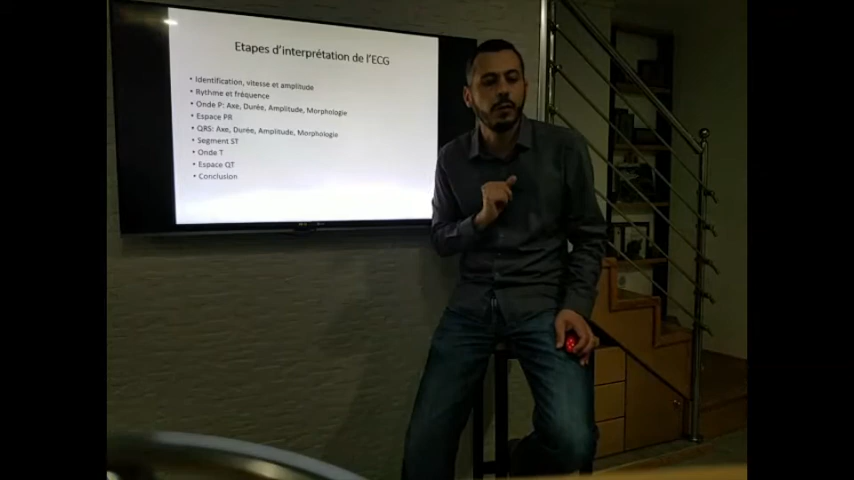 Etapes d'interprétation de l'ECG
• Identification, vitesse et amplitude
• Rythme et fréquence
• Onde P: Axe, Durée, Amplitude, Morphologie
• Espace PR
• QRS: Axe, Durée, Amplitude, Morphologie
• Segment ST
• Onde T
• Espace QT
• Conclusion